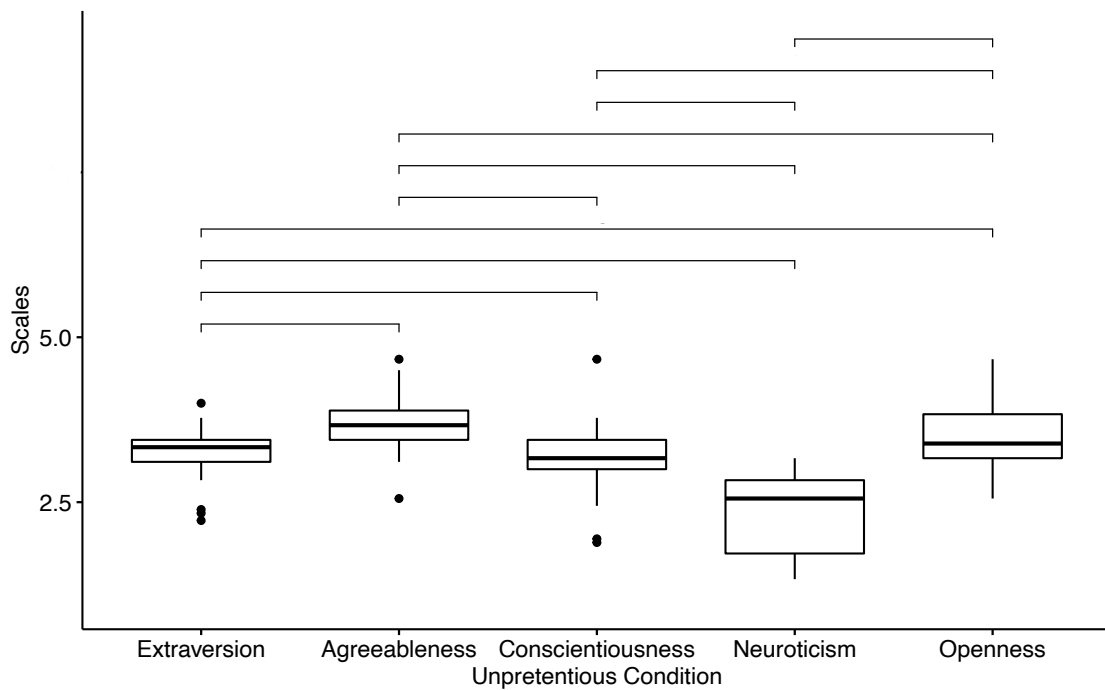 Scales
5.0
2.5
Extraversion Agreeableness Conscientiousness Neuroticism Openness
Unpretentious Condition